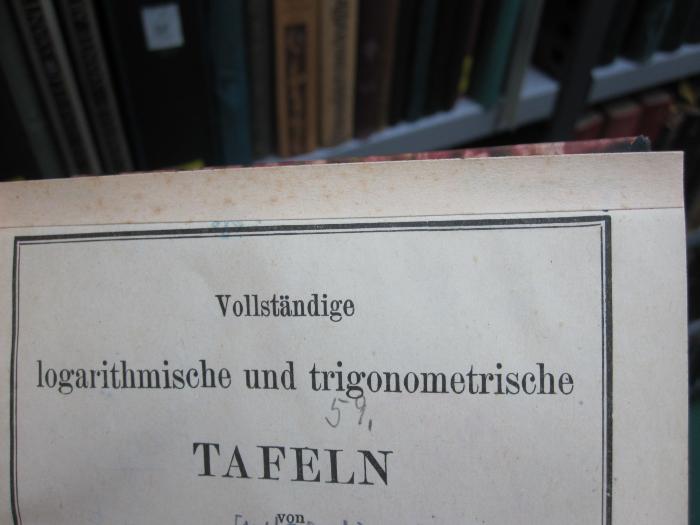 Vollständige
logarithmische und trigonometrische
59.
TAFELN
von